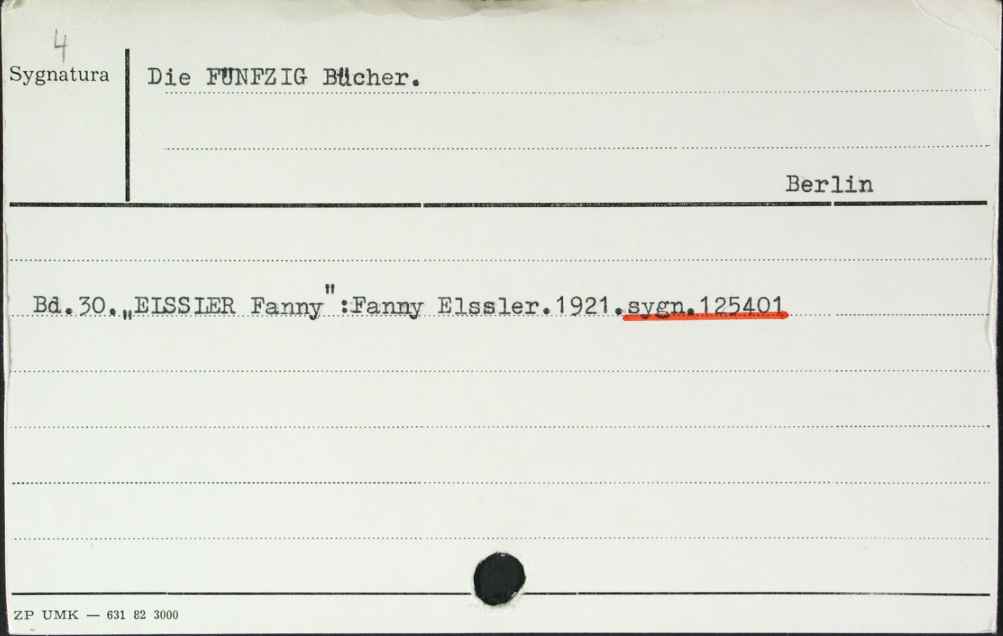 4
Sygnatura
Die FÜNFZIG Bücher.
Berlin
Bd.30.„EISSLER Fanny":Fanny Elssler.1921.sygn.125401
ZP UMK — 631 82 3000